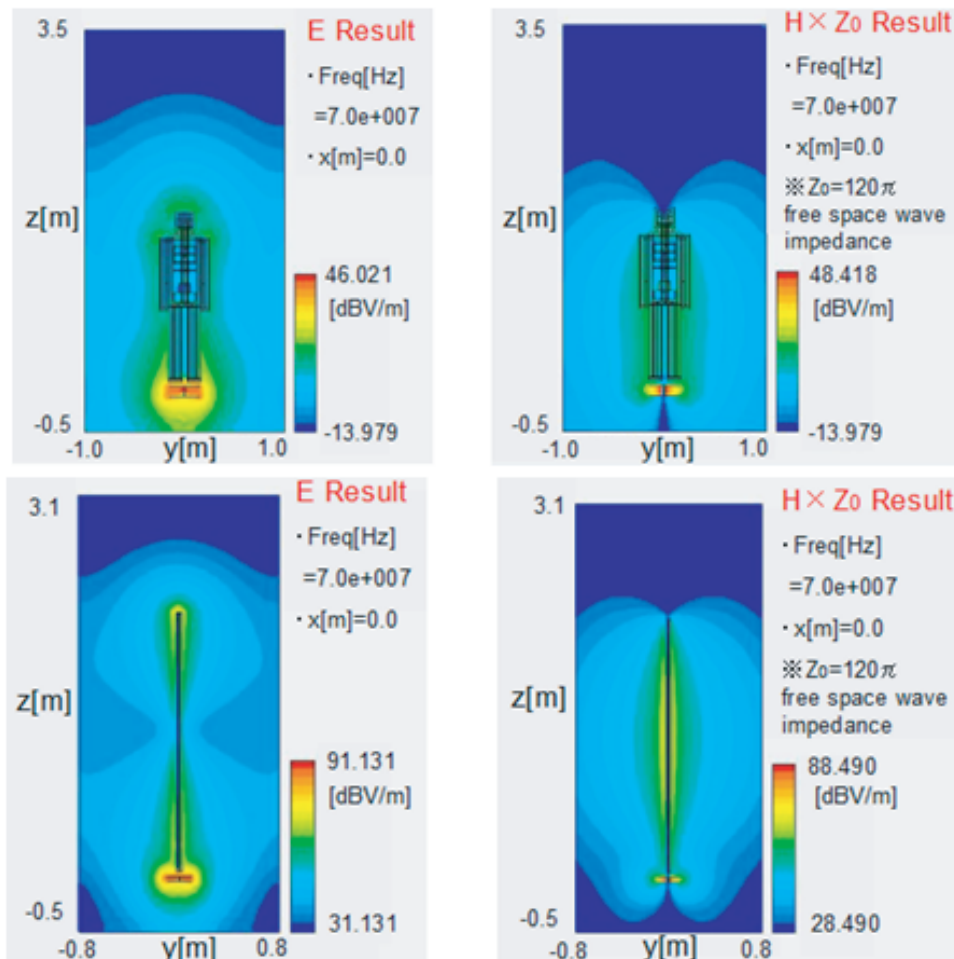 3.5
E Result
・Freq[Hz]
=7.0e+007
・x[m]=0.0
z[m]
46.021
[dBV/m]
-13.979
-0.5
-1.0
y[m]
1.0
3.5
H×Z0 Result
・Freq[Hz]
=7.0e+007
・x[m]=0.0
※Z0=120π
free space wave
impedance
z[m]
48.418
[dBV/m]
-13.979
-0.5
-1.0
y[m]
1.0
3.1
E Result
・Freq[Hz]
=7.0e+007
・x[m]=0.0
z[m]
91.131
[dBV/m]
31.131
-0.5
-0.8
y[m]
0.8
3.1
H×Z0 Result
・Freq[Hz]
=7.0e+007
・x[m]=0.0
※Z0=120π
free space wave
impedance
z[m]
88.490
[dBV/m]
28.490
-0.5
-0.8
y[m]
0.8